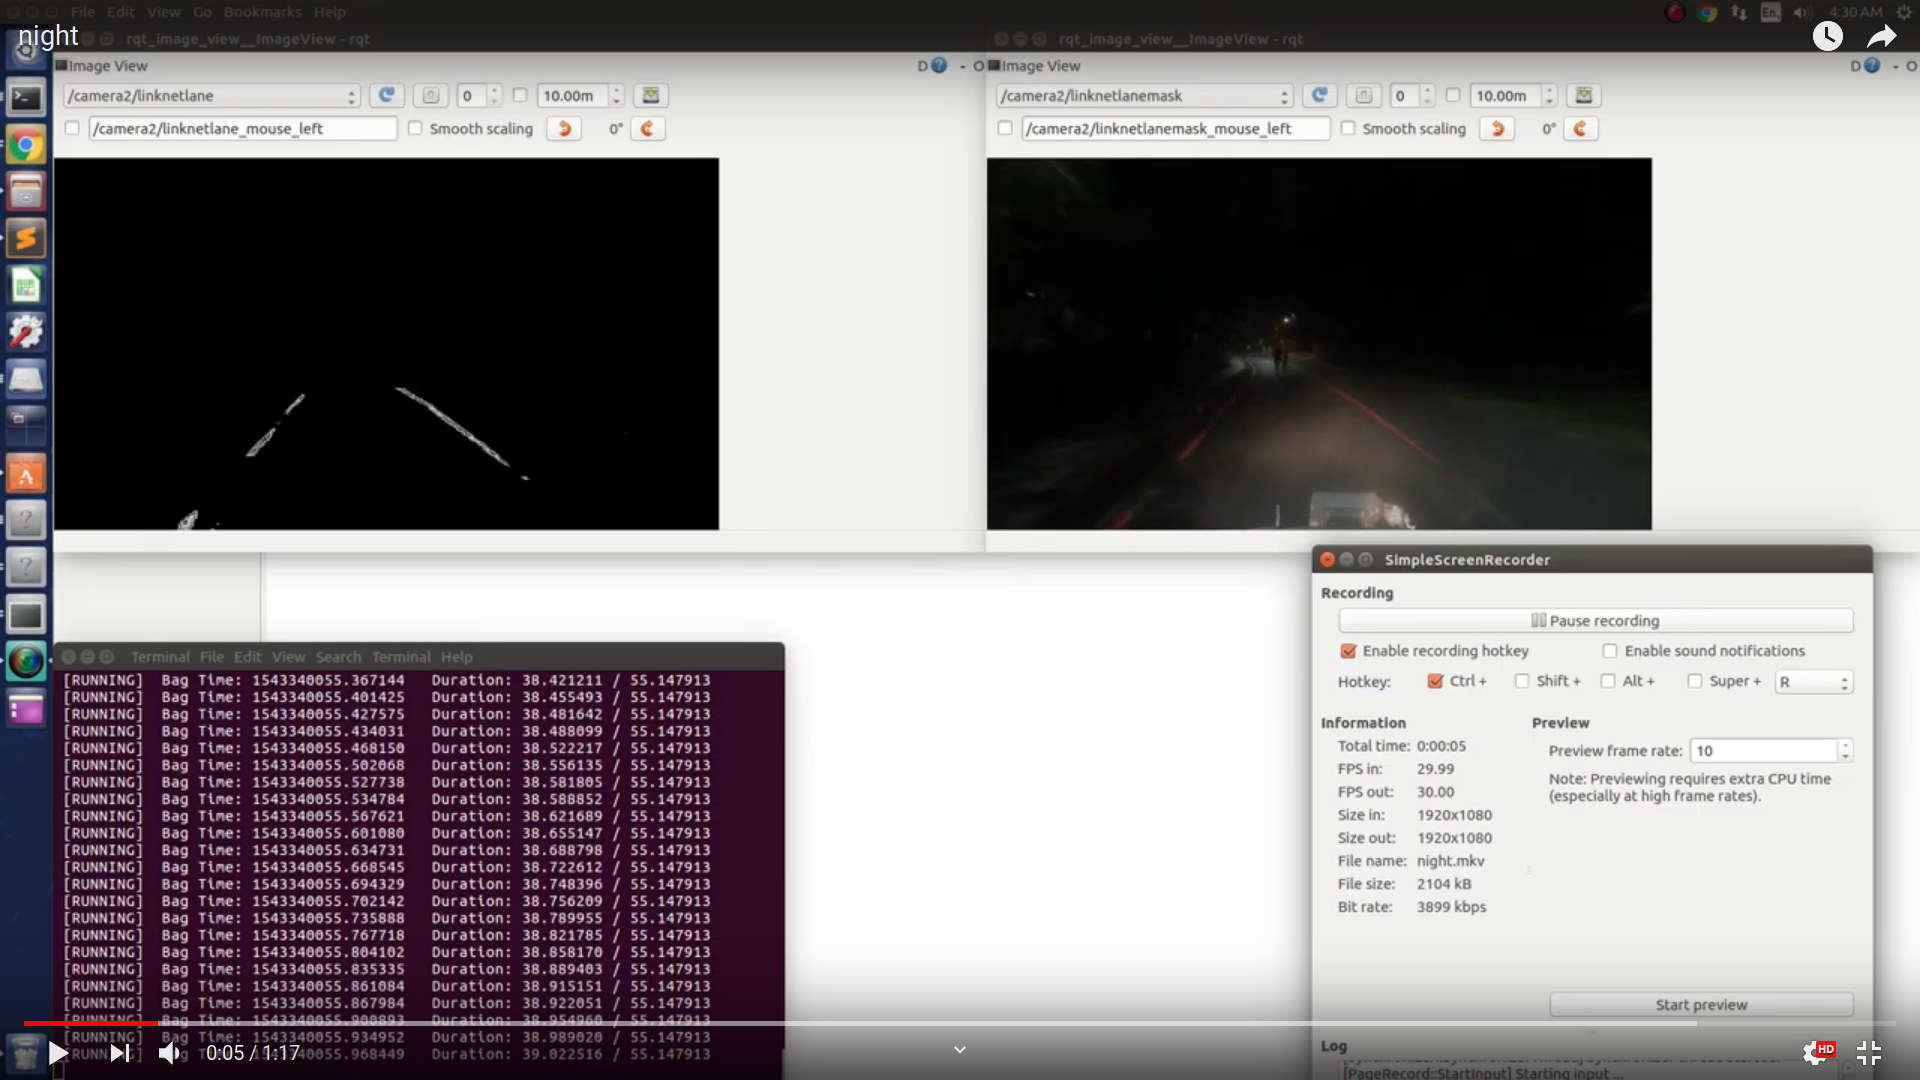 File Edit View Go Bookmarks Help
En
4:30 AM
night
rqt_image_view__ImageView - rqt
rqt_image_view__ImageView - rqt
Image View
D ? - O
Image View
D ? - O
/camera2/linknetlane
0
10.00m
/camera2/linknetlanemask
0
10.00m
/camera2/linknetlane_mouse_left
Smooth scaling
0°
/camera2/linknetlanemask_mouse_left
Smooth scaling
0°
SimpleScreenRecorder
Recording
Pause recording
Enable recording hotkey
Enable sound notifications
Hotkey: Ctrl + Shift + Alt + Super + R
Information
Total time: 0:00:05
FPS in: 29.99
FPS out: 30.00
Size in: 1920x1080
Size out: 1920x1080
File name: night.mkv
File size: 2104 kB
Bit rate: 3899 kbps
Preview
Preview frame rate: 10
Note: Previewing requires extra CPU time
(especially at high frame rates).
Start preview
Log
[PageRecord::StartInput] Starting input ...
Terminal File Edit View Search Terminal Help
[RUNNING] Bag Time: 1543340055.367144 Duration: 38.421211 / 55.147913
[RUNNING] Bag Time: 1543340055.401425 Duration: 38.455493 / 55.147913
[RUNNING] Bag Time: 1543340055.427575 Duration: 38.481642 / 55.147913
[RUNNING] Bag Time: 1543340055.434031 Duration: 38.488099 / 55.147913
[RUNNING] Bag Time: 1543340055.468150 Duration: 38.522217 / 55.147913
[RUNNING] Bag Time: 1543340055.502068 Duration: 38.556135 / 55.147913
[RUNNING] Bag Time: 1543340055.527738 Duration: 38.581805 / 55.147913
[RUNNING] Bag Time: 1543340055.534784 Duration: 38.588852 / 55.147913
[RUNNING] Bag Time: 1543340055.567621 Duration: 38.621689 / 55.147913
[RUNNING] Bag Time: 1543340055.601080 Duration: 38.655147 / 55.147913
[RUNNING] Bag Time: 1543340055.634731 Duration: 38.688798 / 55.147913
[RUNNING] Bag Time: 1543340055.668545 Duration: 38.722612 / 55.147913
[RUNNING] Bag Time: 1543340055.694329 Duration: 38.748396 / 55.147913
[RUNNING] Bag Time: 1543340055.702142 Duration: 38.756209 / 55.147913
[RUNNING] Bag Time: 1543340055.735888 Duration: 38.789955 / 55.147913
[RUNNING] Bag Time: 1543340055.767718 Duration: 38.821785 / 55.147913
[RUNNING] Bag Time: 1543340055.804102 Duration: 38.858170 / 55.147913
[RUNNING] Bag Time: 1543340055.835335 Duration: 38.889403 / 55.147913
[RUNNING] Bag Time: 1543340055.861084 Duration: 38.915151 / 55.147913
[RUNNING] Bag Time: 1543340055.867984 Duration: 38.922051 / 55.147913
[RUNNING] Bag Time: 1543340055.900893 Duration: 38.954960 / 55.147913
[RUNNING] Bag Time: 1543340055.934952 Duration: 38.989020 / 55.147913
[RUNNING] Bag Time: 1543340055.968449 Duration: 39.022516 / 55.147913
0:05 / 1:17
HD